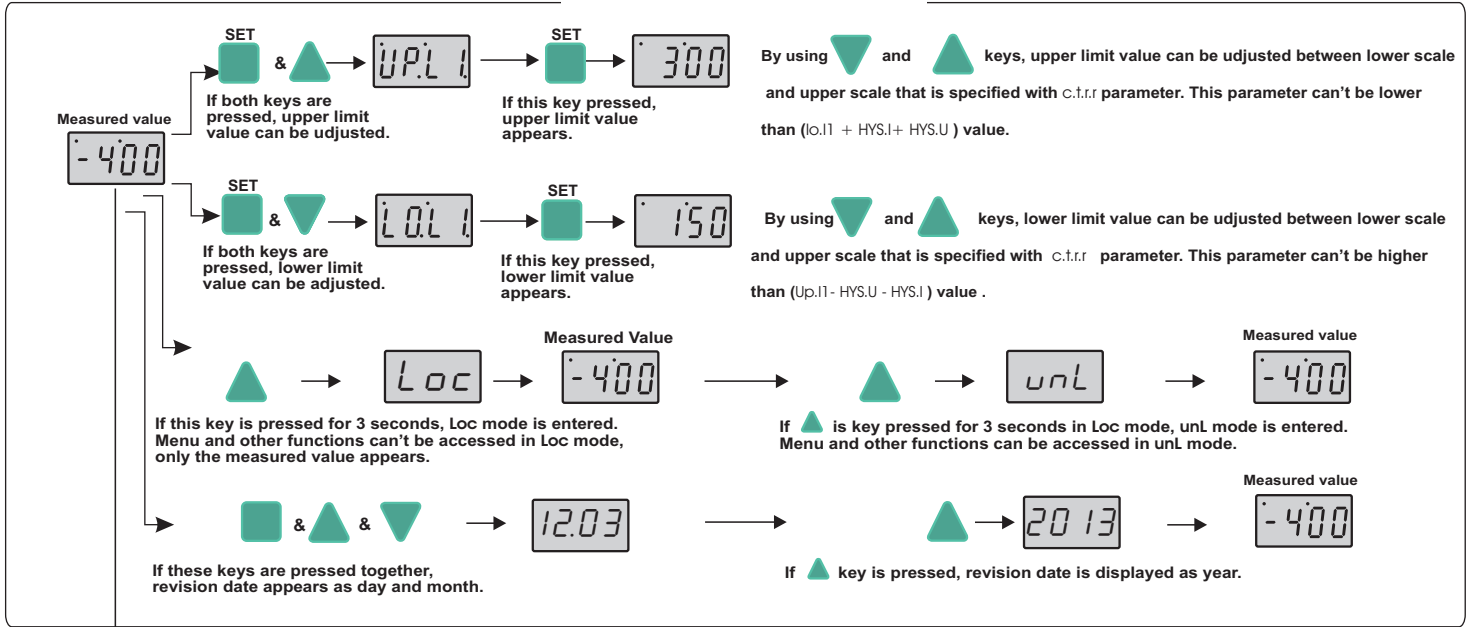 SET
&
UP.L1.
SET
300
If both keys are
pressed, upper limit
value can be adjusted.
If this key pressed,
upper limit value
appears.
By using and keys, upper limit value can be udjusted between lower scale
and upper scale that is specified with c.t.r.r parameter. This parameter can't be lower
than (lo.l1 + HYS.l+ HYS.U ) value.
Measured value
-400
SET
&
LO.L1.
SET
150
If both keys are
pressed, lower limit
value can be adjusted.
If this key pressed,
lower limit value
appears.
By using and keys, lower limit value can be udjusted between lower scale
and upper scale that is specified with c.t.r.r parameter. This parameter can't be higher
than (Up.l1- HYS.U - HYS.l ) value .
Loc
Measured Value
-400
unL
Measured value
-400
If this key is pressed for 3 seconds, Loc mode is entered.
Menu and other functions can't be accessed in Loc mode,
only the measured value appears.
If is key pressed for 3 seconds in Loc mode, unL mode is entered.
Menu and other functions can be accessed in unL mode.
& &
12.03
2013
Measured value
-400
If these keys are pressed together,
revision date appears as day and month.
If key is pressed, revision date is displayed as year.